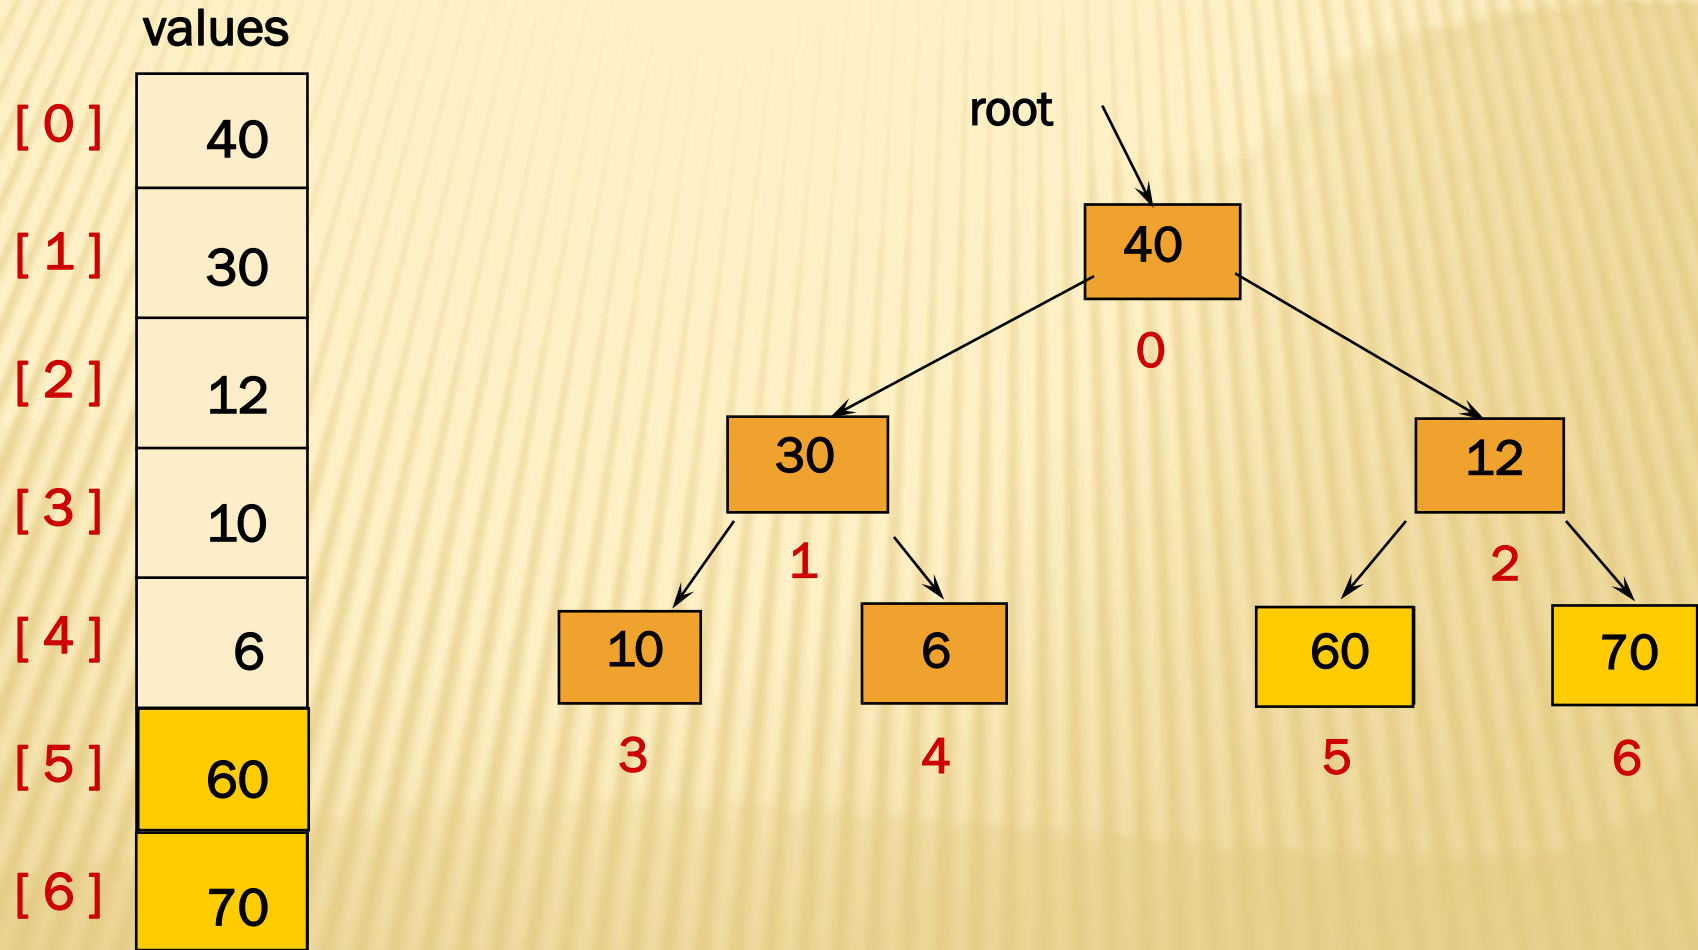 values
[ 0 ] 40
[ 1 ] 30
[ 2 ] 12
[ 3 ] 10
[ 4 ] 6
[ 5 ] 60
[ 6 ] 70
root
40
0
30 12
1 2
10 6 60 70
3 4 5 6